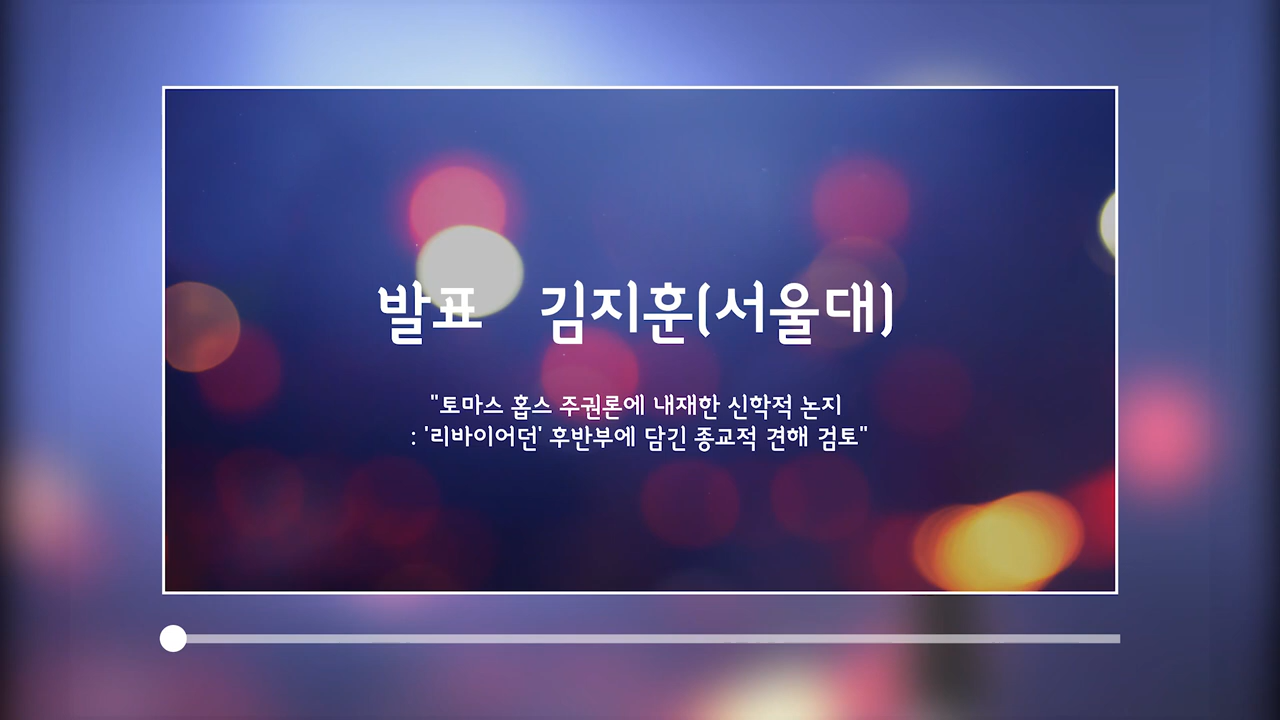 발표 김지훈(서울대)
"토마스 홉스 주권론에 내재한 신학적 논지
: '리바이어던' 후반부에 담긴 종교적 견해 검토"